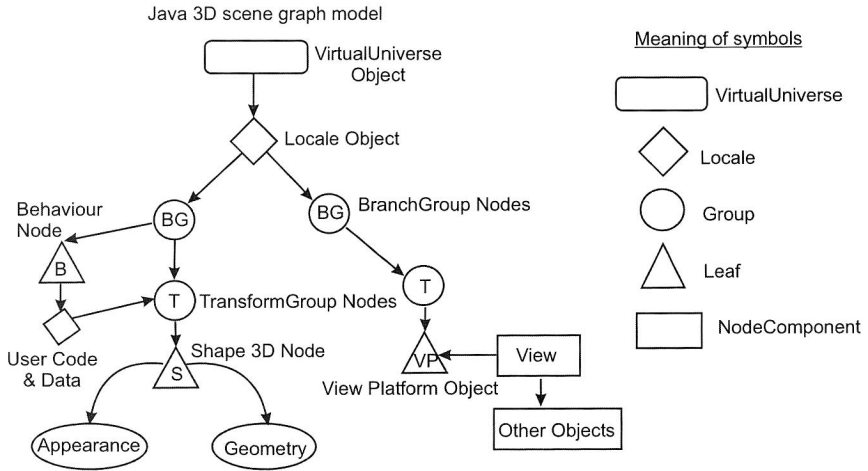 Java 3D scene graph model
VirtualUniverse
Object
Locale Object
Behaviour
Node
BG
BG
BranchGroup Nodes
B
T
TransformGroup Nodes
T
User Code
& Data
Shape 3D Node
S
VP
View
View Platform Object
Appearance
Geometry
Other Objects
Meaning of symbols
VirtualUniverse
Locale
Group
Leaf
NodeComponent